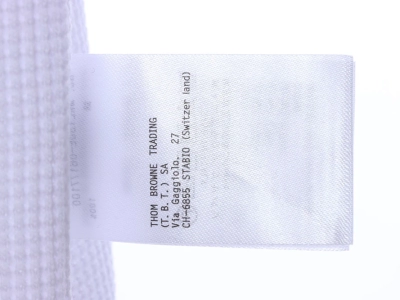 THOM BROWNE TRADING
(T. B. T.) SA
Via. Gaggiolo. 27
CH-6855 STABIO (Switzer land)